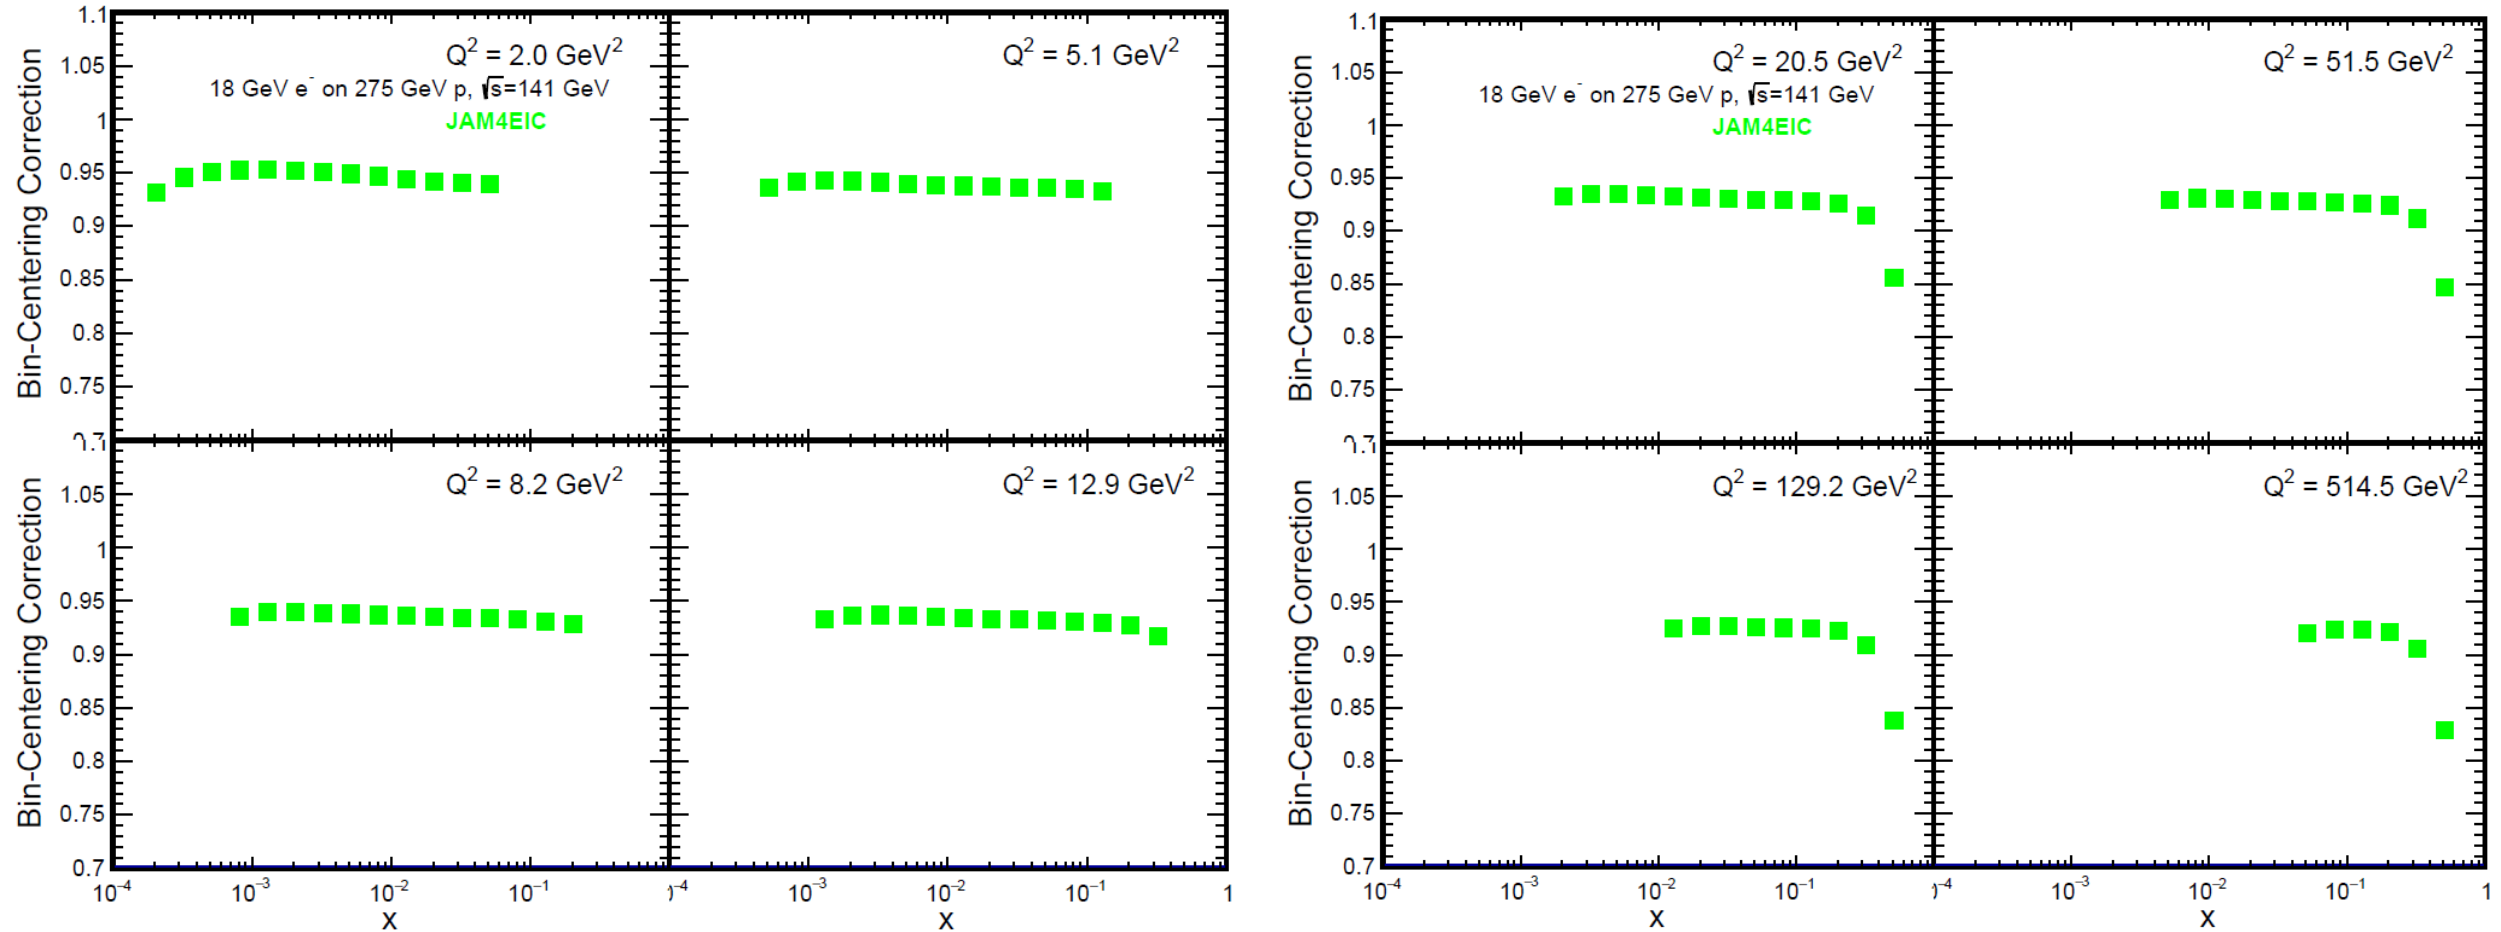 Bin-Centering Correction
1.1
1.05
1
0.95
0.9
0.85
0.8
0.75
Q² = 2.0 GeV²
18 GeV e⁻ on 275 GeV p, √s=141 GeV
JAM4EIC
Q² = 5.1 GeV²
Bin-Centering Correction
1.05
1
0.95
0.9
0.85
0.8
0.75
0.7
Q² = 8.2 GeV²
Q² = 12.9 GeV²
10⁻⁴ 10⁻³ 10⁻² 10⁻¹ 10⁻³ 10⁻² 10⁻¹ 1
x x
Bin-Centering Correction
1.1
1.05
1
0.95
0.9
0.85
0.8
0.75
Q² = 20.5 GeV²
18 GeV e⁻ on 275 GeV p, √s=141 GeV
JAM4EIC
Q² = 51.5 GeV²
Bin-Centering Correction
1.05
1
0.95
0.9
0.85
0.8
0.75
0.7
Q² = 129.2 GeV²
Q² = 514.5 GeV²
10⁻⁴ 10⁻³ 10⁻² 10⁻¹ 10⁻³ 10⁻² 10⁻¹ 1
x x